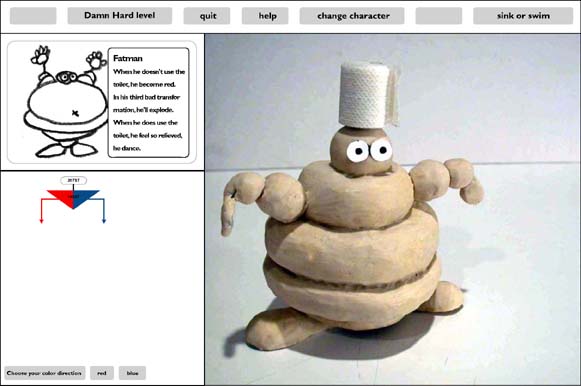 Damn Hard level
quit
help
change character
sink or swim
Fatman
When he doesn't use the
toilet, he become red.
In his third bad transfor
mation, he'll explode.
When he does use the
toilet, he feel so relieved,
he dance.
Choose your color direction
red
blue